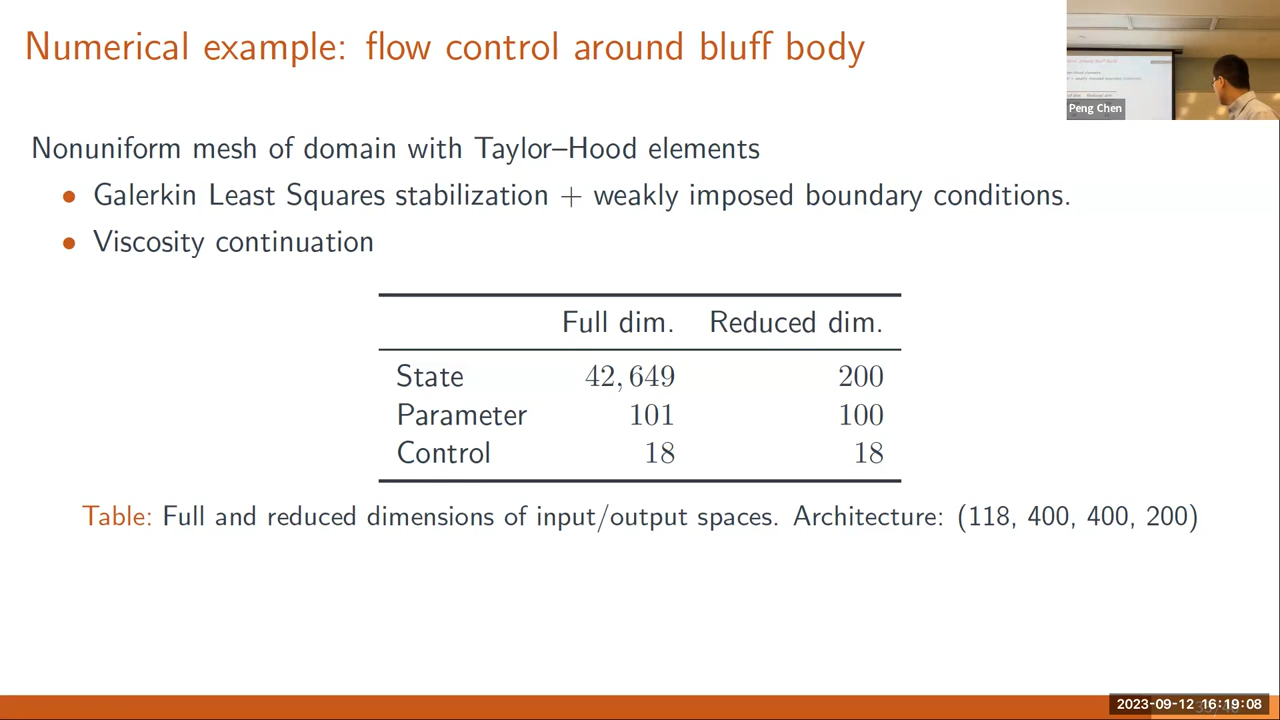 Numerical example: flow control around bluff body
Peng Chen
Nonuniform mesh of domain with Taylor–Hood elements
• Galerkin Least Squares stabilization + weakly imposed boundary conditions.
• Viscosity continuation
Full dim. Reduced dim.
State 42,649 200
Parameter 101 100
Control 18 18
Table: Full and reduced dimensions of input/output spaces. Architecture: (118, 400, 400, 200)
2023-09-12 16:19:08